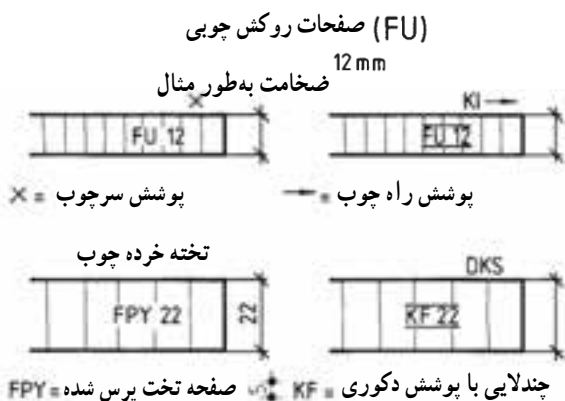 صفحات روکش چوبی (FU)
ضخامت به‌طور مثال 12 mm
× KI →
FU 12 FU 12
× = پوشش سرچوب → = پوشش راه چوب
تخته خرده چوب DKS
FPY 22 22 KF 22
FPY = صفحه تخت پرس شده KF = چندلایی با پوشش دکوری